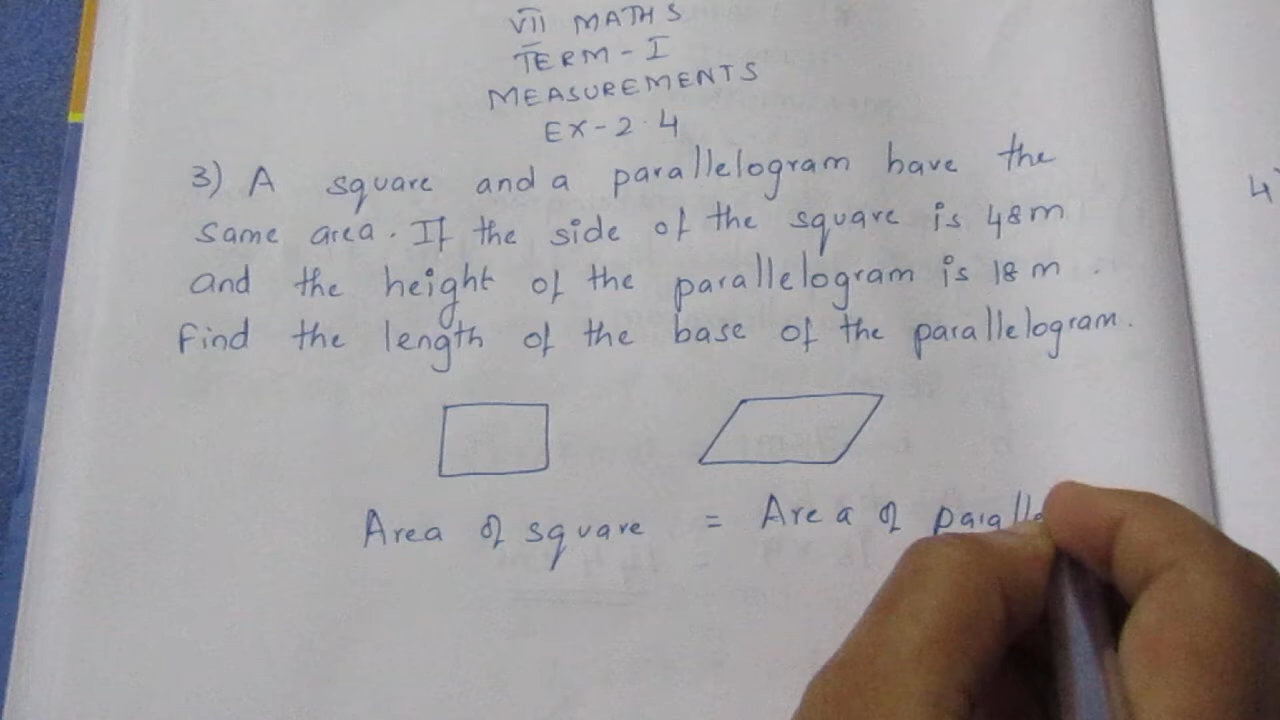 VII MATHS
TERM - I
MEASUREMENTS
EX - 2.4
3) A square and a parallelogram have the
same area. If the side of the square is 48m
and the height of the parallelogram is 18 m.
Find the length of the base of the parallelogram.
Area of square = Area of paralle
4)